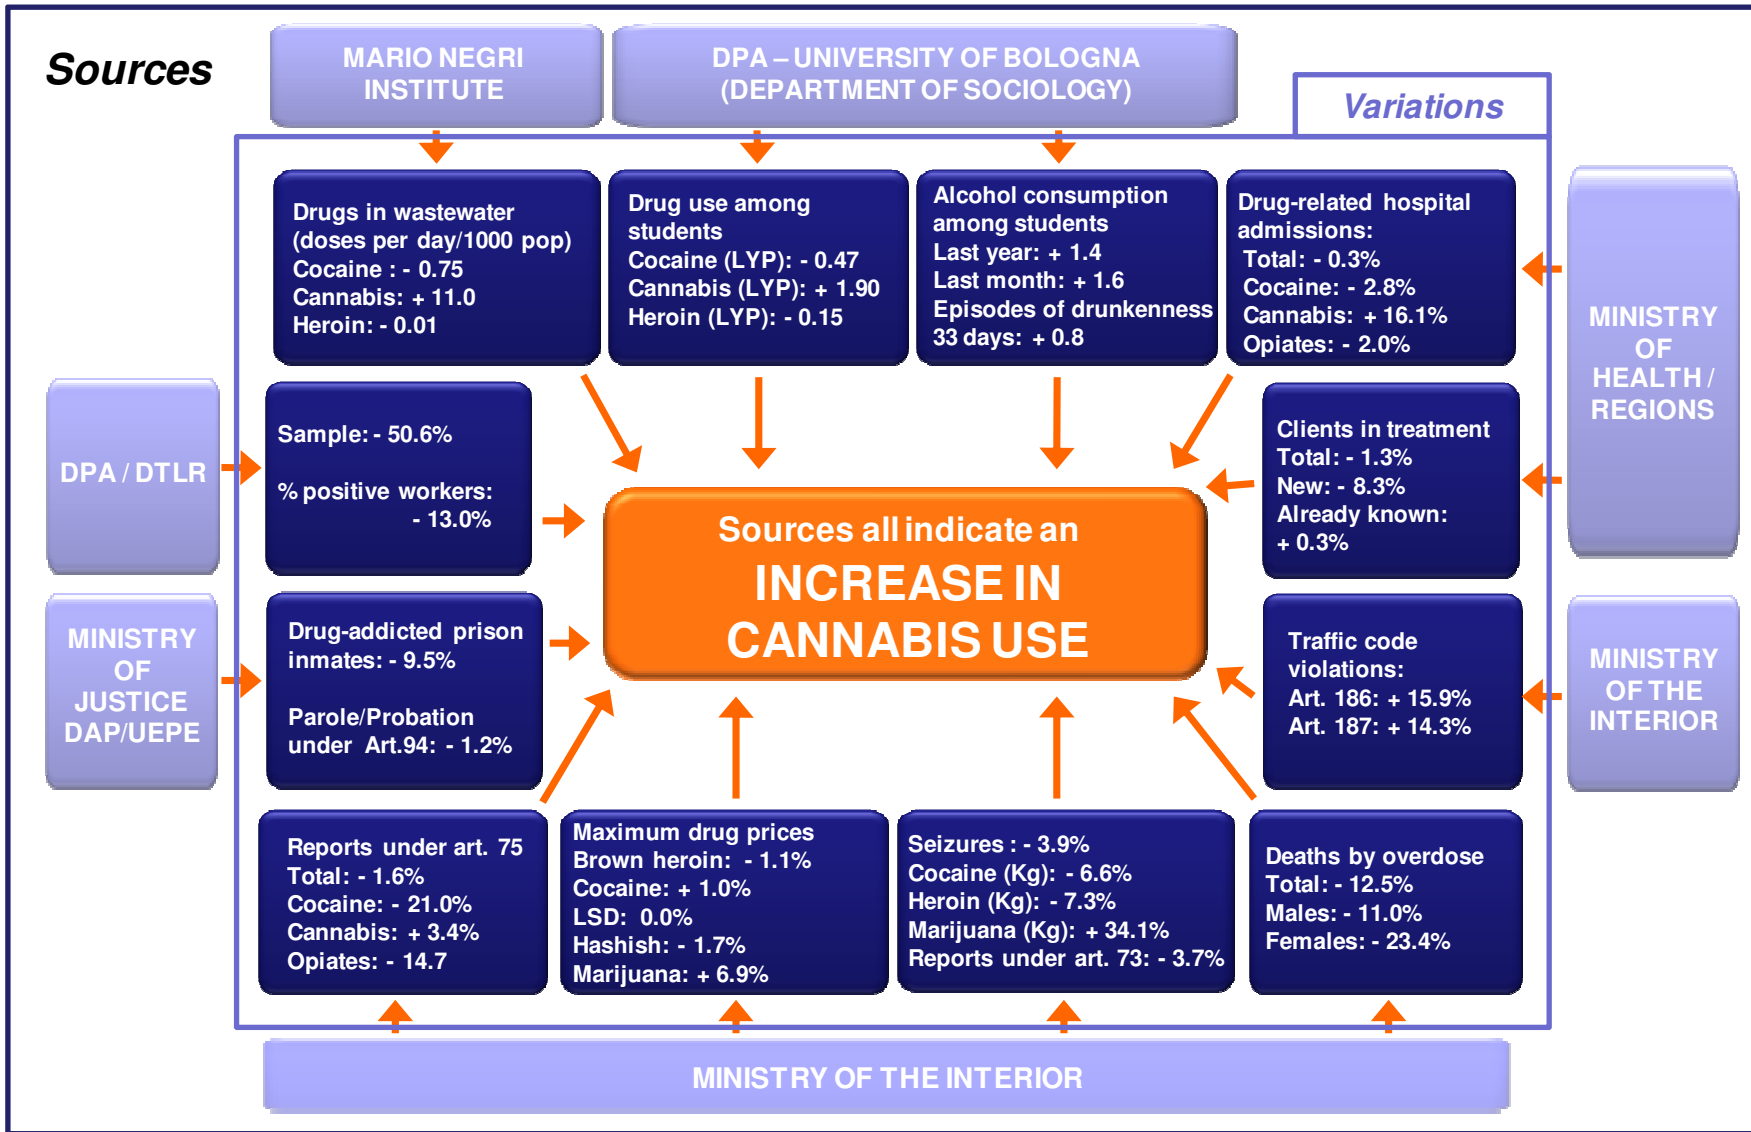 Sources
MARIO NEGRI
INSTITUTE
DPA – UNIVERSITY OF BOLOGNA
(DEPARTMENT OF SOCIOLOGY)
Variations
Drugs in wastewater
(doses per day/1000 pop)
Cocaine : - 0.75
Cannabis: + 11.0
Heroin: - 0.01
Drug use among
students
Cocaine (LYP): - 0.47
Cannabis (LYP): + 1.90
Heroin (LYP): - 0.15
Alcohol consumption
among students
Last year: + 1.4
Last month: + 1.6
Episodes of drunkenness
33 days: + 0.8
Drug-related hospital
admissions:
Total: - 0.3%
Cocaine: - 2.8%
Cannabis: + 16.1%
Opiates: - 2.0%
MINISTRY
OF
HEALTH /
REGIONS
DPA / DTLR
Sample: - 50.6%
% positive workers:
- 13.0%
Sources all indicate an
INCREASE IN
CANNABIS USE
Clients in treatment
Total: - 1.3%
New: - 8.3%
Already known:
+ 0.3%
MINISTRY
OF
JUSTICE
DAP/UEPE
Drug-addicted prison
inmates: - 9.5%
Parole/Probation
under Art.94: - 1.2%
Traffic code
violations:
Art. 186: + 15.9%
Art. 187: + 14.3%
MINISTRY
OF THE
INTERIOR
Reports under art. 75
Total: - 1.6%
Cocaine: - 21.0%
Cannabis: + 3.4%
Opiates: - 14.7
Maximum drug prices
Brown heroin: - 1.1%
Cocaine: + 1.0%
LSD: 0.0%
Hashish: - 1.7%
Marijuana: + 6.9%
Seizures : - 3.9%
Cocaine (Kg): - 6.6%
Heroin (Kg): - 7.3%
Marijuana (Kg): + 34.1%
Reports under art. 73: - 3.7%
Deaths by overdose
Total: - 12.5%
Males: - 11.0%
Females: - 23.4%
MINISTRY OF THE INTERIOR